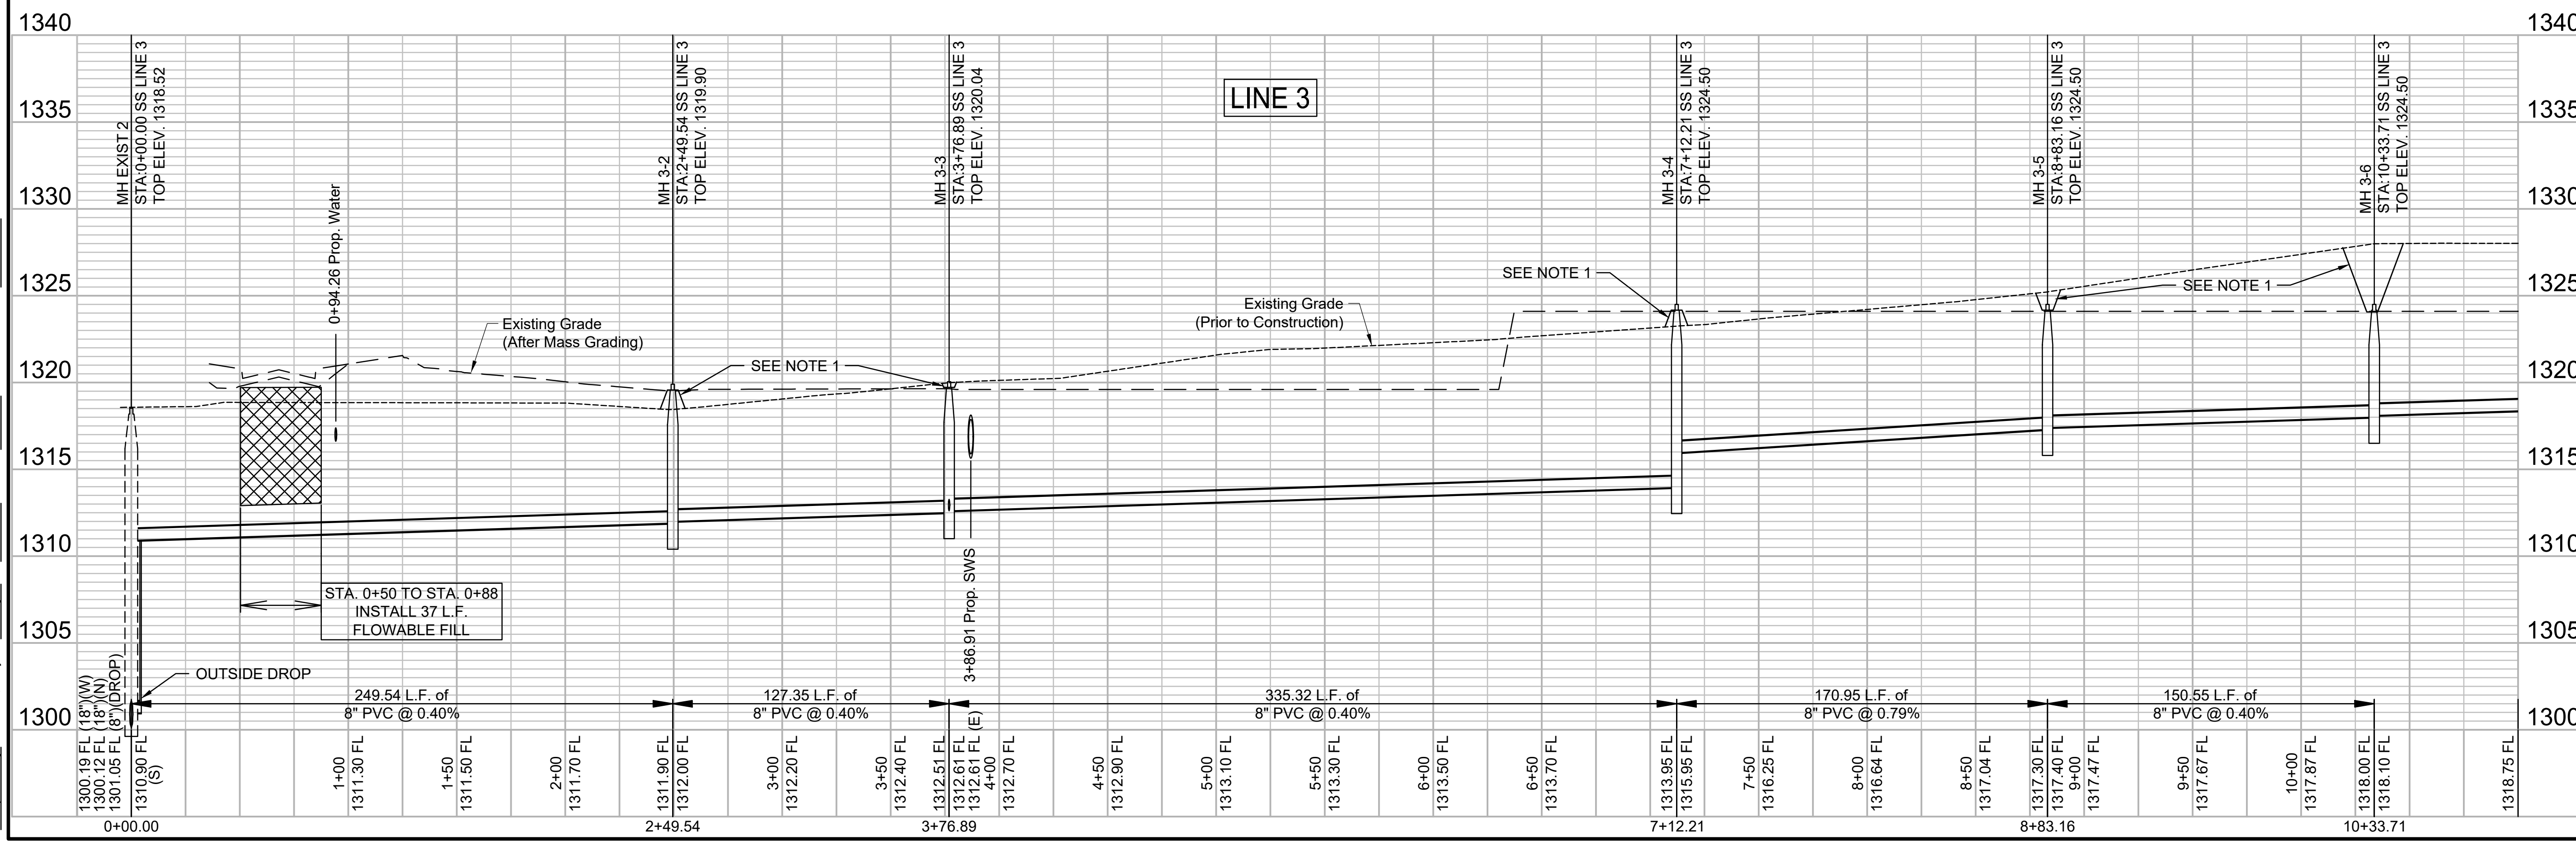 1340
1335
1330
1325
1320
1315
1310
1305
1300
1340
1335
1330
1325
1320
1315
1310
1305
1300
LINE 3
MH EXIST 2
STA:0+00.00 SS LINE 3
TOP ELEV. 1318.52
MH 3-2
STA:2+49.54 SS LINE 3
TOP ELEV. 1319.90
MH 3-3
STA:3+76.89 SS LINE 3
TOP ELEV. 1320.04
MH 3-4
STA:7+12.21 SS LINE 3
TOP ELEV. 1324.50
MH 3-5
STA:8+83.16 SS LINE 3
TOP ELEV. 1324.50
MH 3-6
STA:10+33.71 SS LINE 3
TOP ELEV. 1324.50
0+94.26 Prop. Water
Existing Grade
(After Mass Grading)
SEE NOTE 1
Existing Grade
(Prior to Construction)
SEE NOTE 1
SEE NOTE 1
3+86.91 Prop. SWS
STA. 0+50 TO STA. 0+88
INSTALL 37 L.F.
FLOWABLE FILL
OUTSIDE DROP
249.54 L.F. of
8" PVC @ 0.40%
127.35 L.F. of
8" PVC @ 0.40%
335.32 L.F. of
8" PVC @ 0.40%
170.95 L.F. of
8" PVC @ 0.79%
150.55 L.F. of
8" PVC @ 0.40%
1300.19 FL (18")(W)
1300.12 FL (18")(N)
1301.05 FL (8")(DROP)
1310.90 FL
(S)
1+00
1311.30 FL
1+50
1311.50 FL
2+00
1311.70 FL
1311.90 FL
1312.00 FL
3+00
1312.20 FL
3+50
1312.40 FL
1312.51 FL
1312.61 FL
1312.61 FL (E)
4+00
1312.70 FL
4+50
1312.90 FL
5+00
1313.10 FL
5+50
1313.30 FL
6+00
1313.50 FL
6+50
1313.70 FL
1313.95 FL
1315.95 FL
7+50
1316.25 FL
8+00
1316.64 FL
8+50
1317.04 FL
1317.30 FL
1317.40 FL
9+00
1317.47 FL
9+50
1317.67 FL
10+00
1317.87 FL
1318.00 FL
1318.10 FL
1318.75 FL
0+00.00
2+49.54
3+76.89
7+12.21
8+83.16
10+33.71